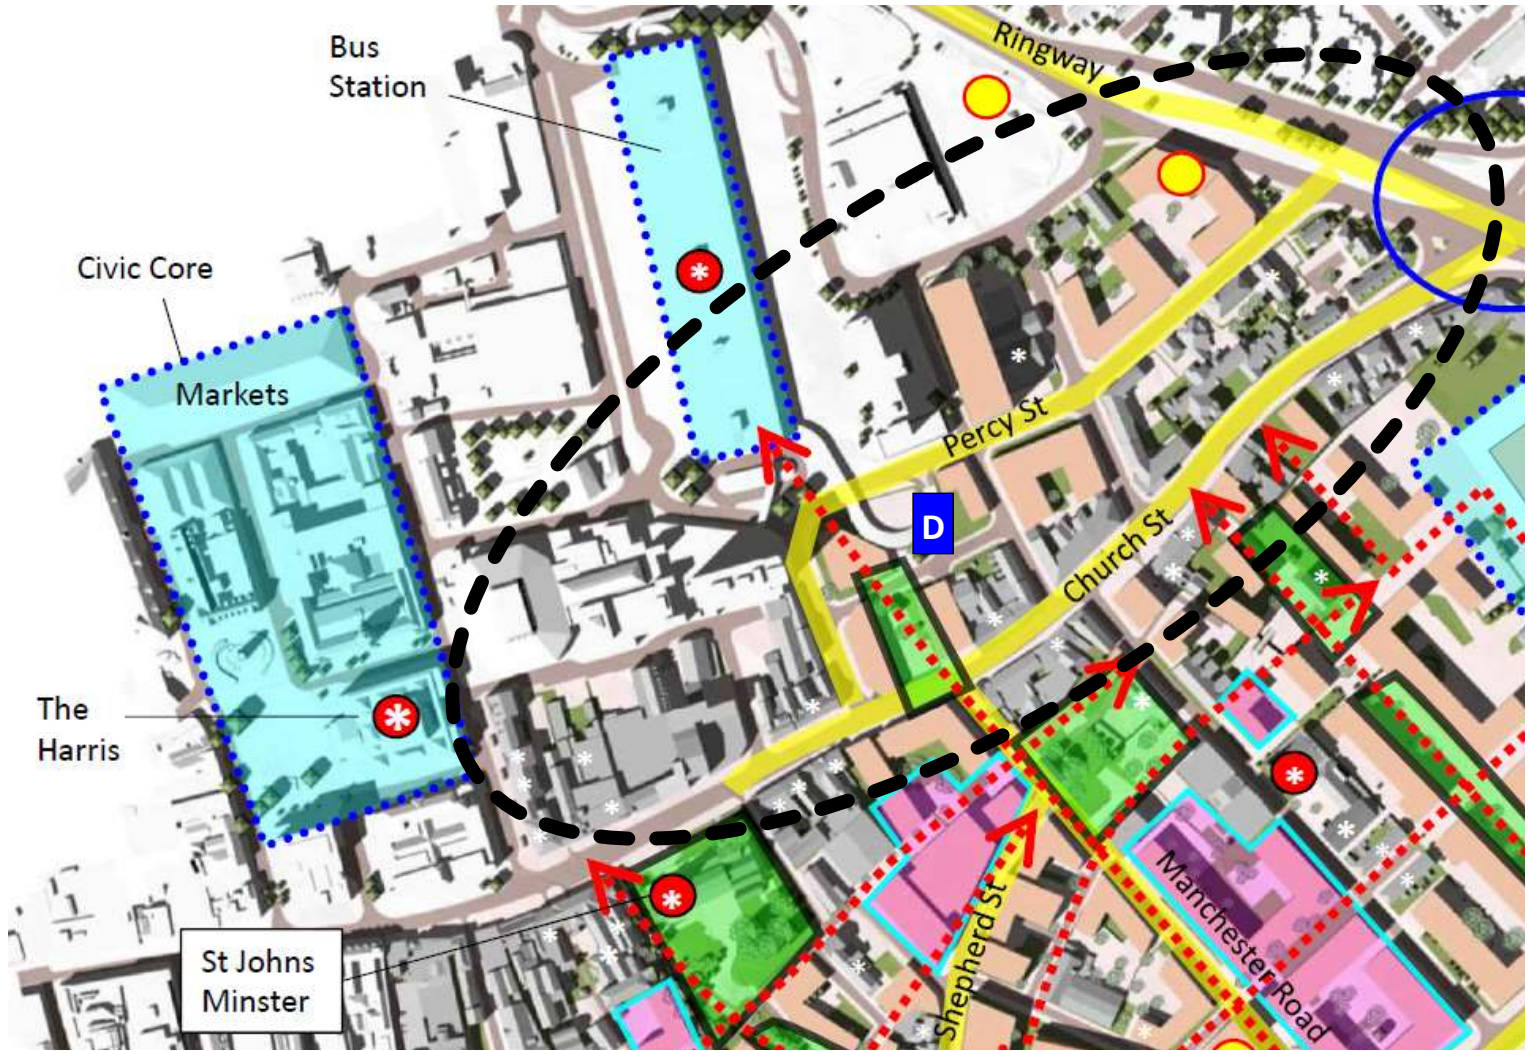 Bus
Station
Ringway
Civic Core
Markets
Percy St
D
Church St
The
Harris
Manchester Road
Shepherd St
St Johns
Minster